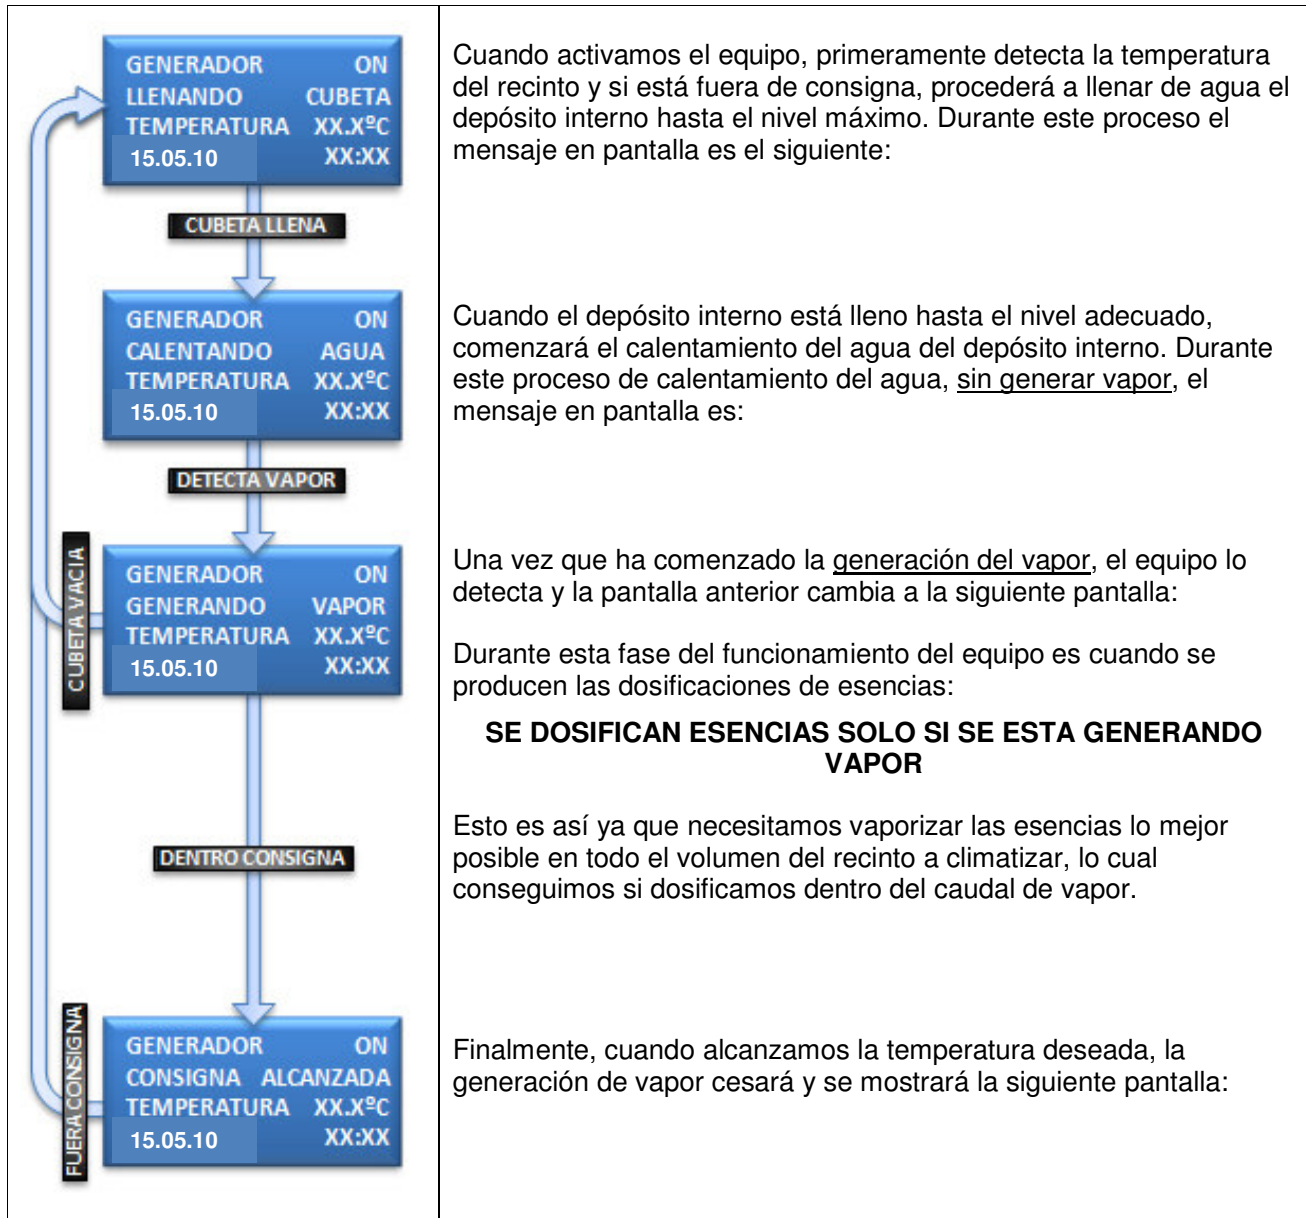 GENERADOR ON
LLENANDO CUBETA
TEMPERATURA XX.XºC
15.05.10 XX:XX
Cuando activamos el equipo, primeramente detecta la temperatura
del recinto y si está fuera de consigna, procederá a llenar de agua el
depósito interno hasta el nivel máximo. Durante este proceso el
mensaje en pantalla es el siguiente:
CUBETA LLENA
GENERADOR ON
CALENTANDO AGUA
TEMPERATURA XX.XºC
15.05.10 XX:XX
Cuando el depósito interno está lleno hasta el nivel adecuado,
comenzará el calentamiento del agua del depósito interno. Durante
este proceso de calentamiento del agua, sin generar vapor, el
mensaje en pantalla es:
DETECTA VAPOR
CUBETA VACIA
GENERADOR ON
GENERANDO VAPOR
TEMPERATURA XX.XºC
15.05.10 XX:XX
Una vez que ha comenzado la generación del vapor, el equipo lo
detecta y la pantalla anterior cambia a la siguiente pantalla:
Durante esta fase del funcionamiento del equipo es cuando se
producen las dosificaciones de esencias:
SE DOSIFICAN ESENCIAS SOLO SI SE ESTA GENERANDO
VAPOR
Esto es así ya que necesitamos vaporizar las esencias lo mejor
posible en todo el volumen del recinto a climatizar, lo cual
conseguimos si dosificamos dentro del caudal de vapor.
DENTRO CONSIGNA
FUERA CONSIGNA
GENERADOR ON
CONSIGNA ALCANZADA
TEMPERATURA XX.XºC
15.05.10 XX:XX
Finalmente, cuando alcanzamos la temperatura deseada, la
generación de vapor cesará y se mostrará la siguiente pantalla: